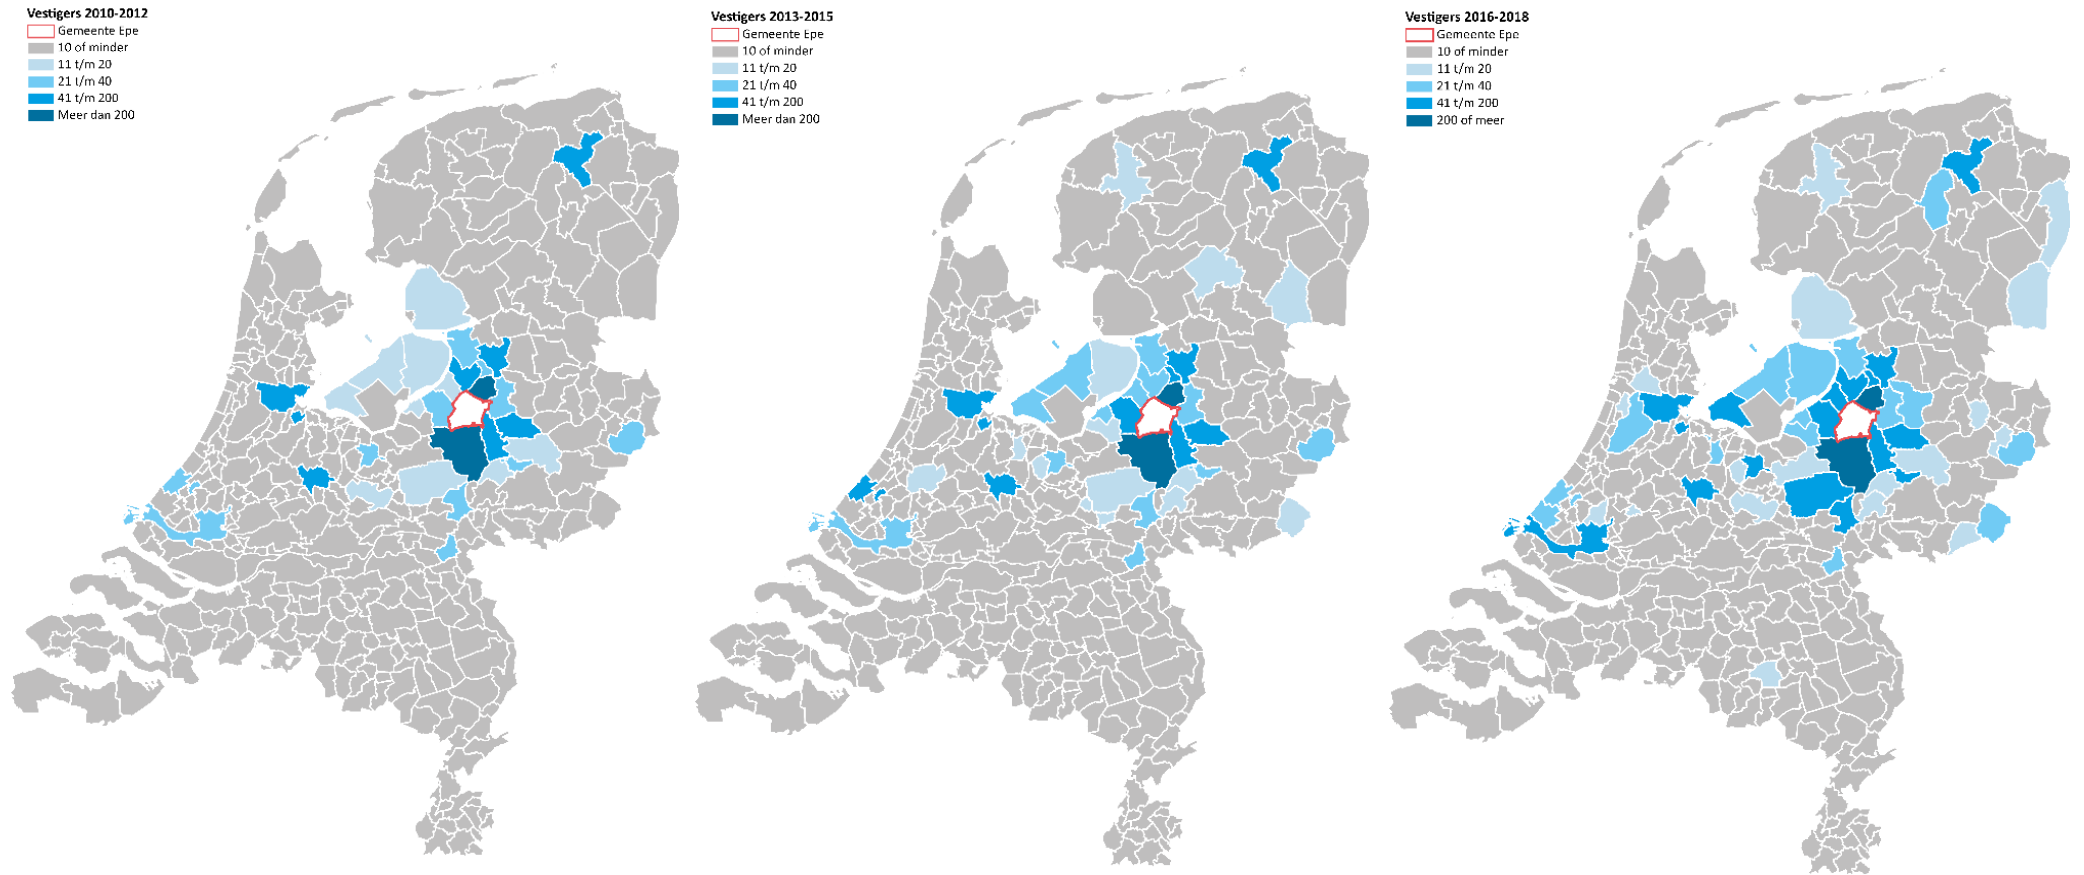 Vestigers 2010-2012
Gemeente Epe
10 of minder
11 t/m 20
21 t/m 40
41 t/m 200
Meer dan 200
Vestigers 2013-2015
Gemeente Epe
10 of minder
11 t/m 20
21 t/m 40
41 t/m 200
Meer dan 200
Vestigers 2016-2018
Gemeente Epe
10 of minder
11 t/m 20
21 t/m 40
41 t/m 200
200 of meer